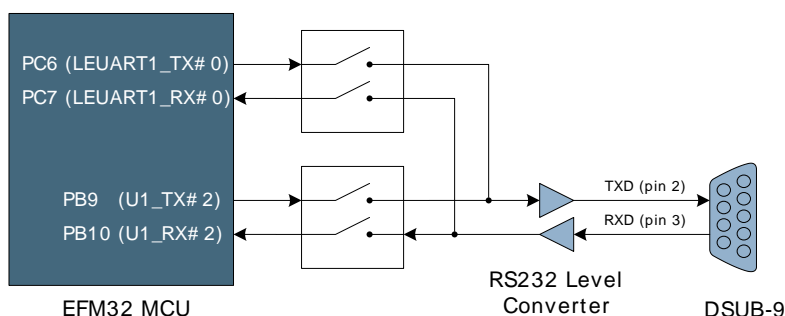 PC6 (LEUART1_TX# 0)
PC7 (LEUART1_RX# 0)
PB9 (U1_TX# 2)
PB10 (U1_RX# 2)
TXD (pin 2)
RXD (pin 3)
RS232 Level
Converter
EFM32 MCU
DSUB-9